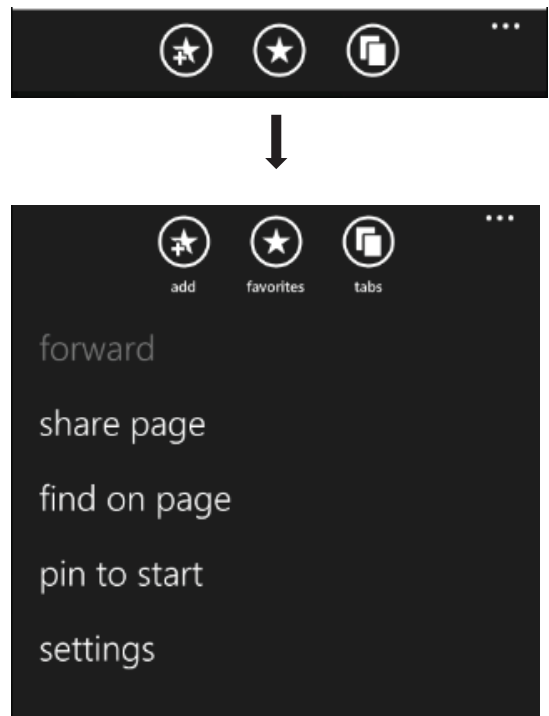 add favorites tabs
forward
share page
find on page
pin to start
settings